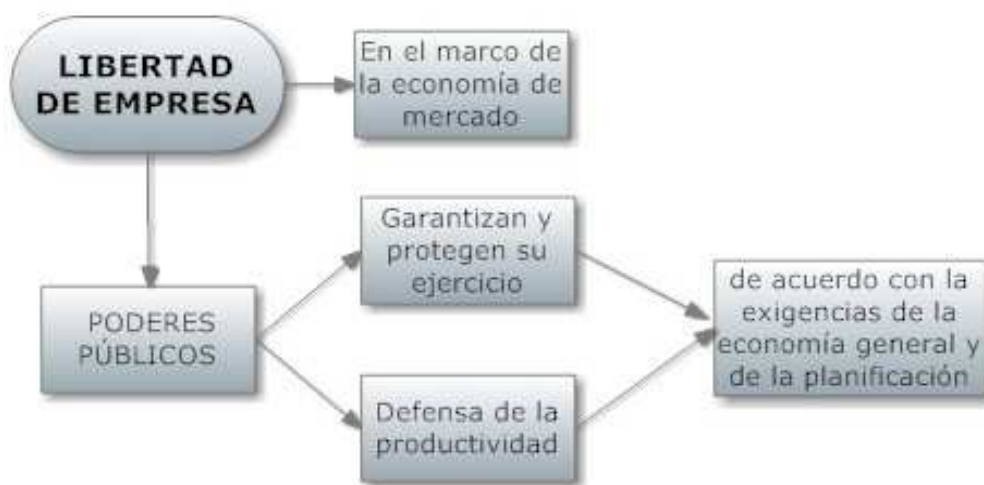 LIBERTAD
DE EMPRESA
En el marco de
la economía de
mercado
Garantizan y
protegen su
ejercicio
PODERES
PÚBLICOS
de acuerdo con la
exigencias de la
economía general y
de la planificación
Defensa de la
productividad